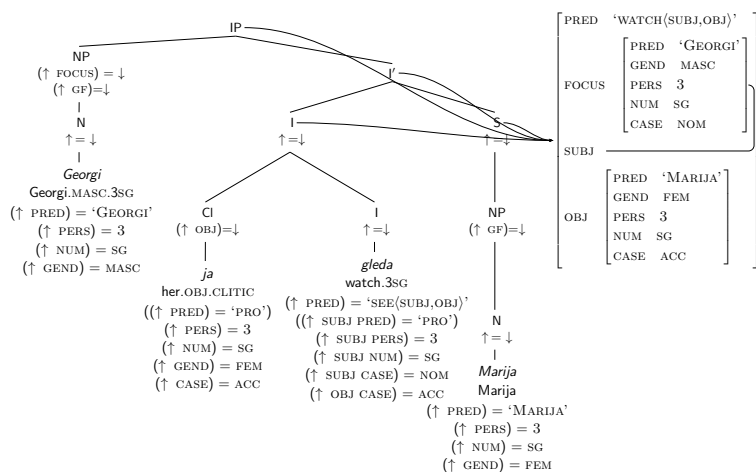 IP
NP
(↑ FOCUS) = ↓
(↑ GF)=↓
N
↑=↓
Georgi
Georgi.MASC.3SG
(↑ PRED) = ‘GEORGI’
(↑ PERS) = 3
(↑ NUM) = SG
(↑ GEND) = MASC
I′
I
↑=↓
Cl
(↑ OBJ)=↓
ja
her.OBJ.CLITIC
((↑ PRED) = ‘PRO’)
(↑ PERS) = 3
(↑ NUM) = SG
(↑ GEND) = FEM
(↑ CASE) = ACC
I
↑=↓
gleda
watch.3SG
(↑ PRED) = ‘SEE⟨SUBJ,OBJ⟩’
((↑ SUBJ PRED) = ‘PRO’)
(↑ SUBJ PERS) = 3
(↑ SUBJ NUM) = SG
(↑ SUBJ CASE) = NOM
(↑ OBJ CASE) = ACC
S
↑=↓
NP
(↑ GF)=↓
N
↑=↓
Marija
Marija
(↑ PRED) = ‘MARIJA’
(↑ PERS) = 3
(↑ NUM) = SG
(↑ GEND) = FEM
PRED ‘WATCH⟨SUBJ,OBJ⟩’
FOCUS
PRED ‘GEORGI’
GEND MASC
PERS 3
NUM SG
CASE NOM
SUBJ
OBJ
PRED ‘MARIJA’
GEND FEM
PERS 3
NUM SG
CASE ACC